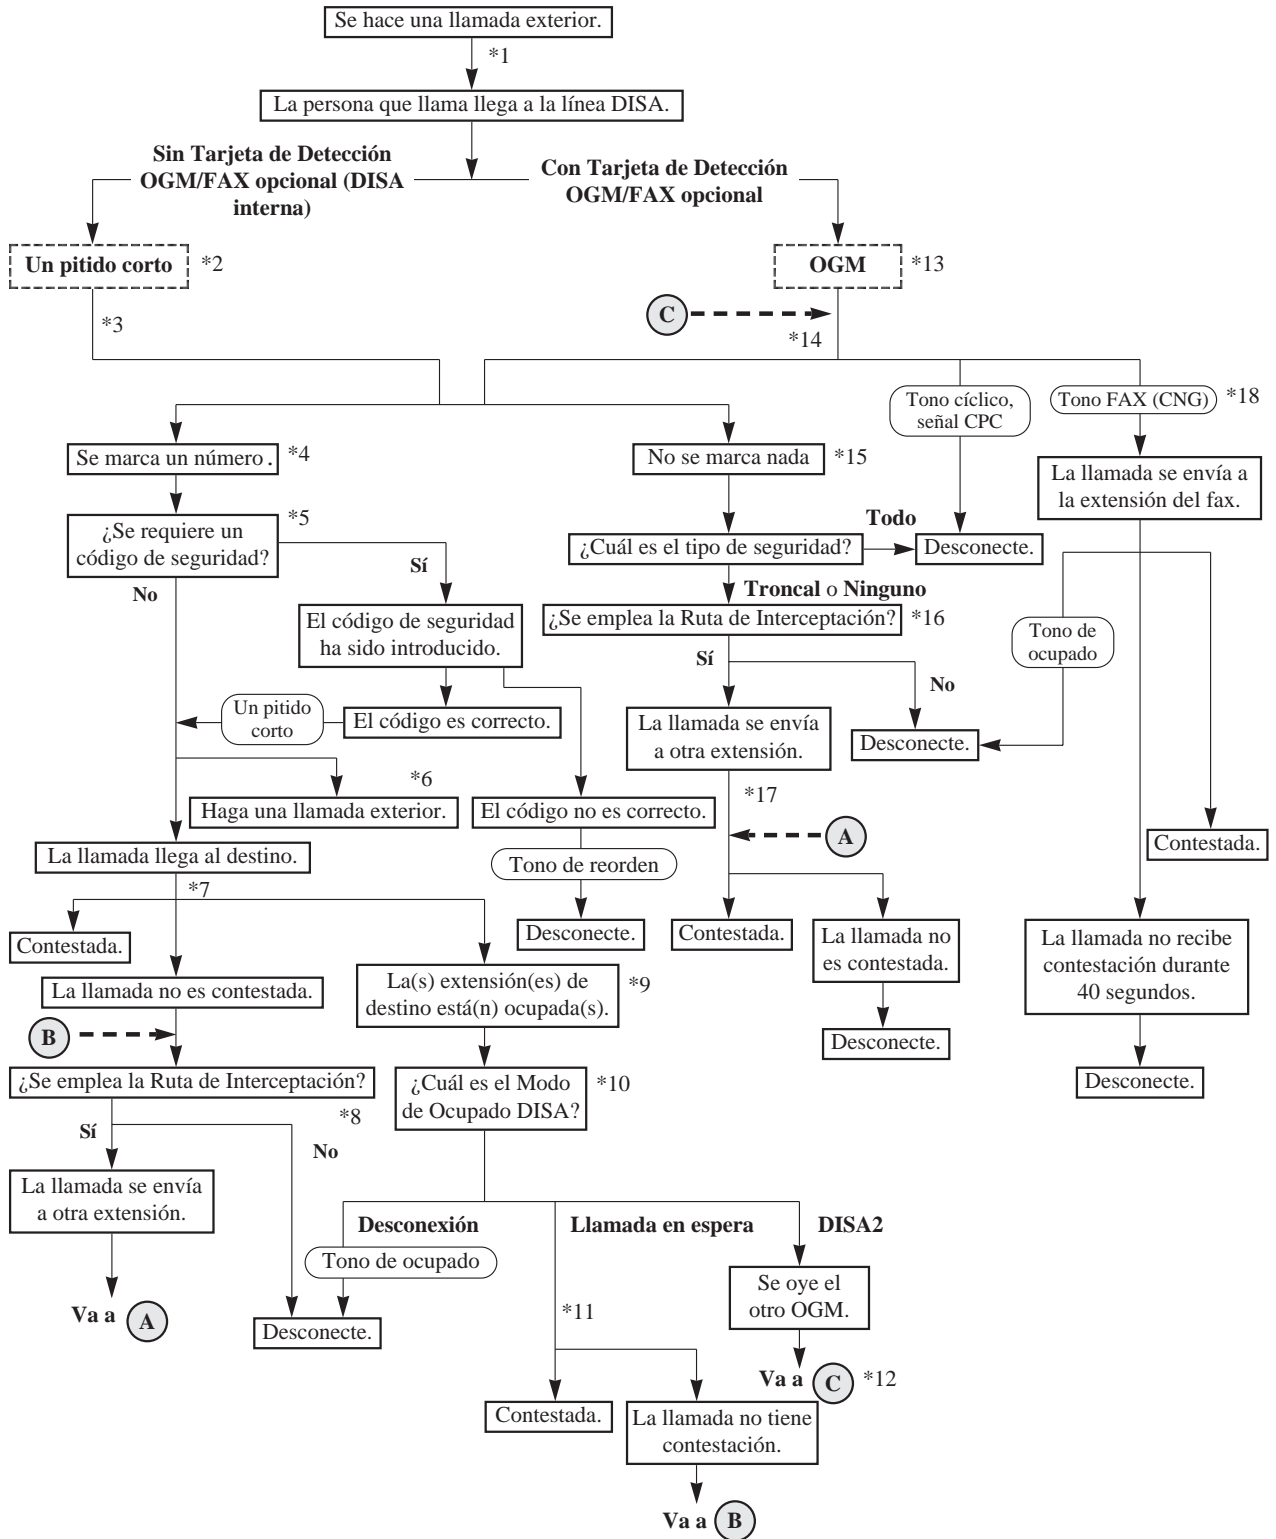 Se hace una llamada exterior.
*1
La persona que llama llega a la línea DISA.
Sin Tarjeta de Detección
OGM/FAX opcional (DISA
interna)
Con Tarjeta de Detección
OGM/FAX opcional
Un pitido corto
*2
OGM
*13
*3
C
*14
Tono cíclico,
señal CPC
Tono FAX (CNG)
*18
Se marca un número.
*4
No se marca nada
*15
La llamada se envía a
la extensión del fax.
¿Se requiere un
código de seguridad?
*5
Sí
No
¿Cuál es el tipo de seguridad?
Todo
Desconecte.
Troncal o Ninguno
El código de seguridad
ha sido introducido.
¿Se emplea la Ruta de Interceptación?
*16
Tono de
ocupado
Sí
No
Un pitido
corto
El código es correcto.
La llamada se envía
a otra extensión.
Desconecte.
*6
*17
Haga una llamada exterior.
El código no es correcto.
A
Contestada.
La llamada llega al destino.
Tono de reorden
*7
Contestada.
Desconecte.
Contestada.
La llamada no
es contestada.
La llamada no recibe
contestación durante
40 segundos.
La llamada no es contestada.
La(s) extensión(es) de
destino está(n) ocupada(s).
*9
B
Desconecte.
¿Se emplea la Ruta de Interceptación?
¿Cuál es el Modo
de Ocupado DISA?
*10
Desconecte.
*8
Sí
No
La llamada se envía
a otra extensión.
Desconexión
Llamada en espera
DISA2
Tono de ocupado
Se oye el
otro OGM.
Va a A
Desconecte.
*11
Va a C *12
Contestada.
La llamada no tiene
contestación.
Va a B